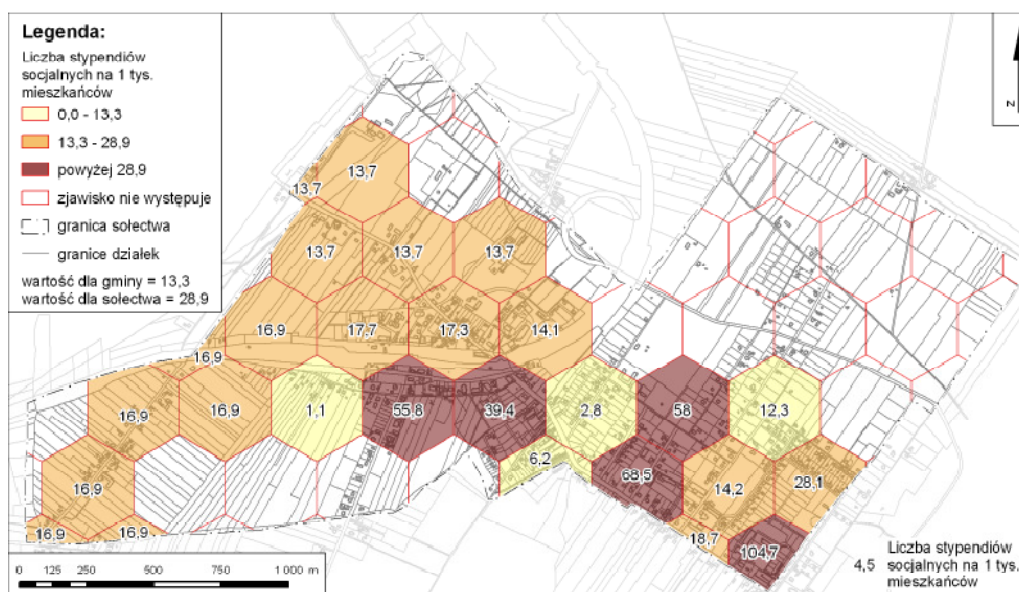 Legenda:
Liczba stypendiów
socjalnych na 1 tys.
mieszkańców
0,0 - 13,3
13,3 - 28,9
powyżej 28,9
zjawisko nie występuje
granica sołectwa
granice działek
wartość dla gminy = 13,3
wartość dla sołectwa = 28,9
N
13,7
13,7
13,7 13,7 13,7
16,9 17,7 17,3 14,1
16,9
16,9 16,9 1,1 55,8 39,4 2,8 58 12,3
6,2
16,9 68,5 14,2 28,1
16,9 16,9 18,7
104,7
0 125 250 500 750 1 000 m
4,5 Liczba stypendiów
socjalnych na 1 tys.
mieszkańców